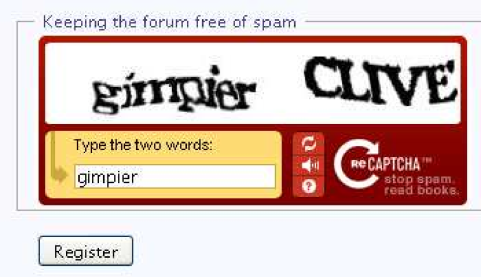 Keeping the forum free of spam
gimpier CLIVE
Type the two words:
gimpier
reCAPTCHA™
stop spam.
read books.
Register